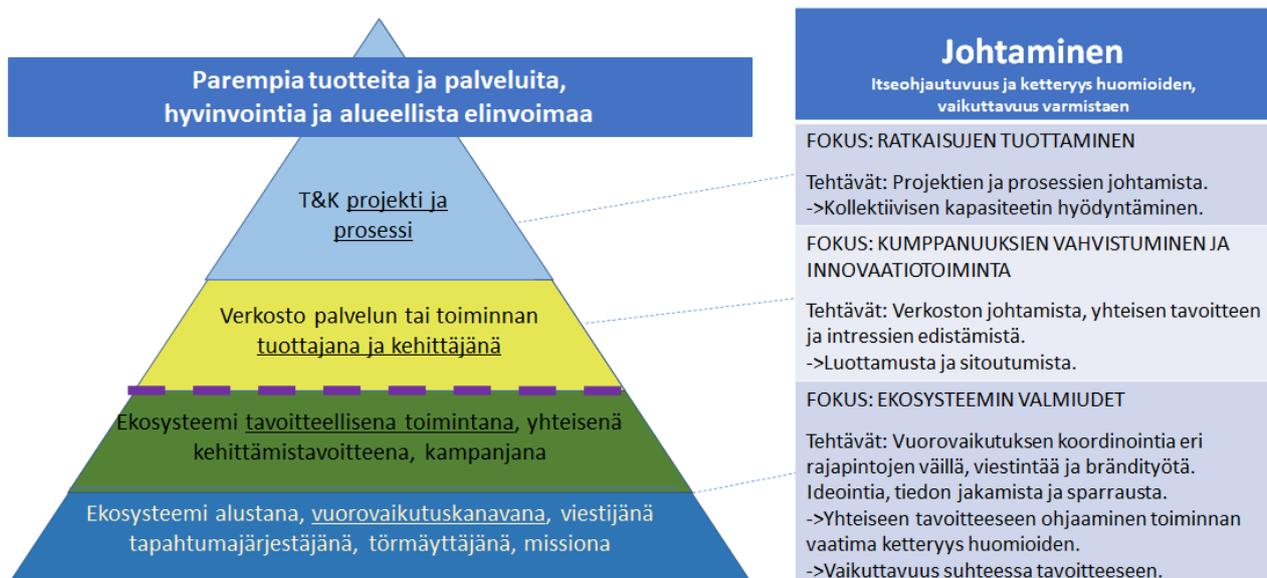 Parempia tuotteita ja palveluita,
hyvinvointia ja alueellista elinvoimaa
T&K projekti ja
prosessi
Verkosto palvelun tai toiminnan
tuottajana ja kehittäjänä
Ekosysteemi tavoitteellisena toimintana, yhteisenä
kehittämistavoitteena, kampanjana
Ekosysteemi alustana, vuorovaikutuskanavana, viestijänä
tapahtumajärjestäjänä, törmäyttäjänä, missiona
Johtaminen
Itseohjautuvuus ja ketteryys huomioiden,
vaikuttavuus varmistaen
FOKUS: RATKAISUJEN TUOTTAMINEN
Tehtävät: Projektien ja prosessien johtamista.
->Kollektiivisen kapasiteetin hyödyntäminen.
FOKUS: KUMPPANUUKSIEN VAHVISTUMINEN JA
INNOVAATIOTOIMINTA
Tehtävät: Verkoston johtamista, yhteisen tavoitteen
ja intressien edistämistä.
->Luottamusta ja sitoutumista.
FOKUS: EKOSYSTEEMIN VALMIUDET
Tehtävät: Vuorovaikutuksen koordinointia eri
rajapintojen väillä, viestintää ja brändityötä.
Ideointia, tiedon jakamista ja sparrausta.
->Yhteiseen tavoitteeseen ohjaaminen toiminnan
vaatima ketteryys huomioiden.
->Vaikuttavuus suhteessa tavoitteeseen.